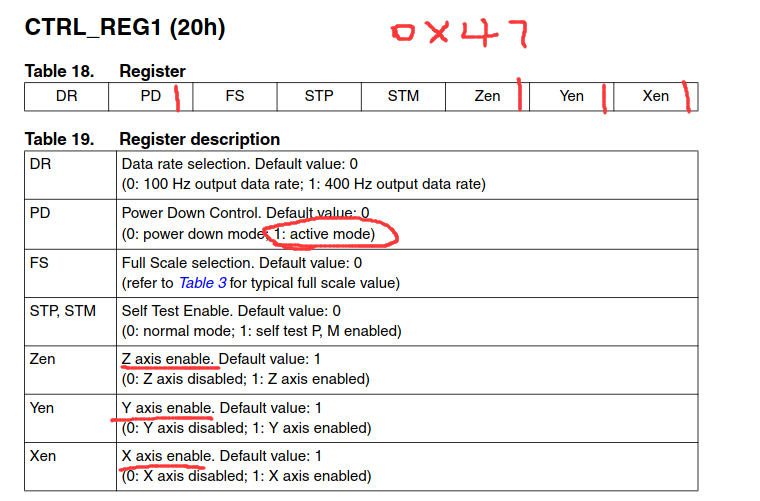 CTRL_REG1 (20h)
0X47
Table 18. Register
DR PD FS STP STM Zen Yen Xen
Table 19. Register description
DR Data rate selection. Default value: 0
(0: 100 Hz output data rate; 1: 400 Hz output data rate)
PD Power Down Control. Default value: 0
(0: power down mode; 1: active mode)
FS Full Scale selection. Default value: 0
(refer to Table 3 for typical full scale value)
STP, STM Self Test Enable. Default value: 0
(0: normal mode; 1: self test P, M enabled)
Zen Z axis enable. Default value: 1
(0: Z axis disabled; 1: Z axis enabled)
Yen Y axis enable. Default value: 1
(0: Y axis disabled; 1: Y axis enabled)
Xen X axis enable. Default value: 1
(0: X axis disabled; 1: X axis enabled)